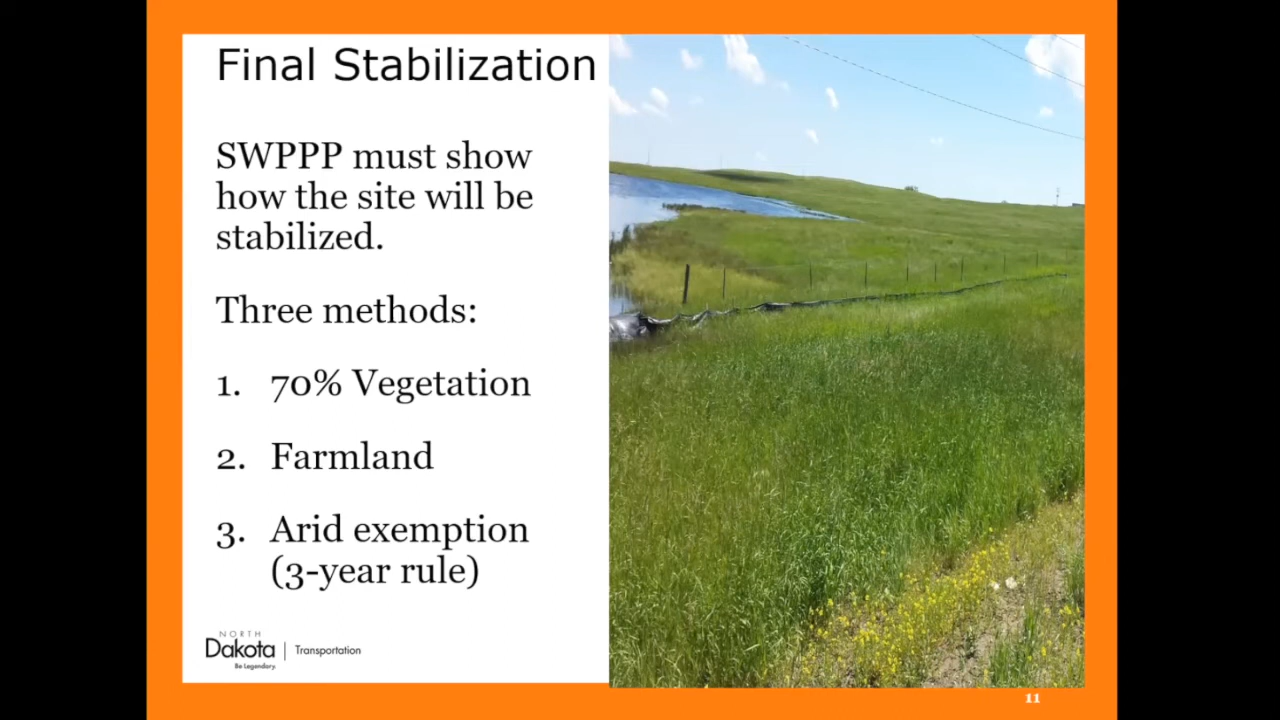 Final Stabilization
SWPPP must show
how the site will be
stabilized.
Three methods:
1. 70% Vegetation
2. Farmland
3. Arid exemption
(3-year rule)
NORTH
Dakota | Transportation
Be Legendary.
11